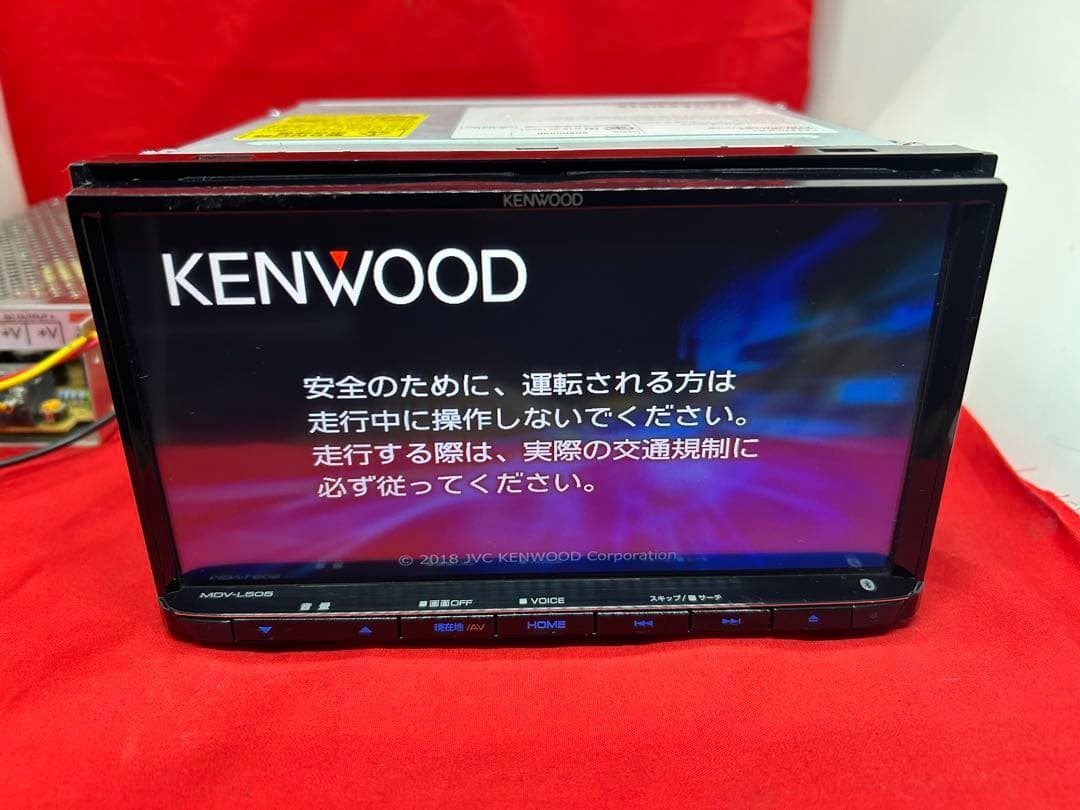 KENWOOD
KENWOOD
安全のために、運転される方は
走行中に操作しないでください。
走行する際は、実際の交通規制に
必ず従ってください。
© 2018 JVC KENWOOD Corporation
MDV-L505
音量
■画面OFF
■ VOICE
スキップ/■サーチ
現在地/AV
HOME
+V +V